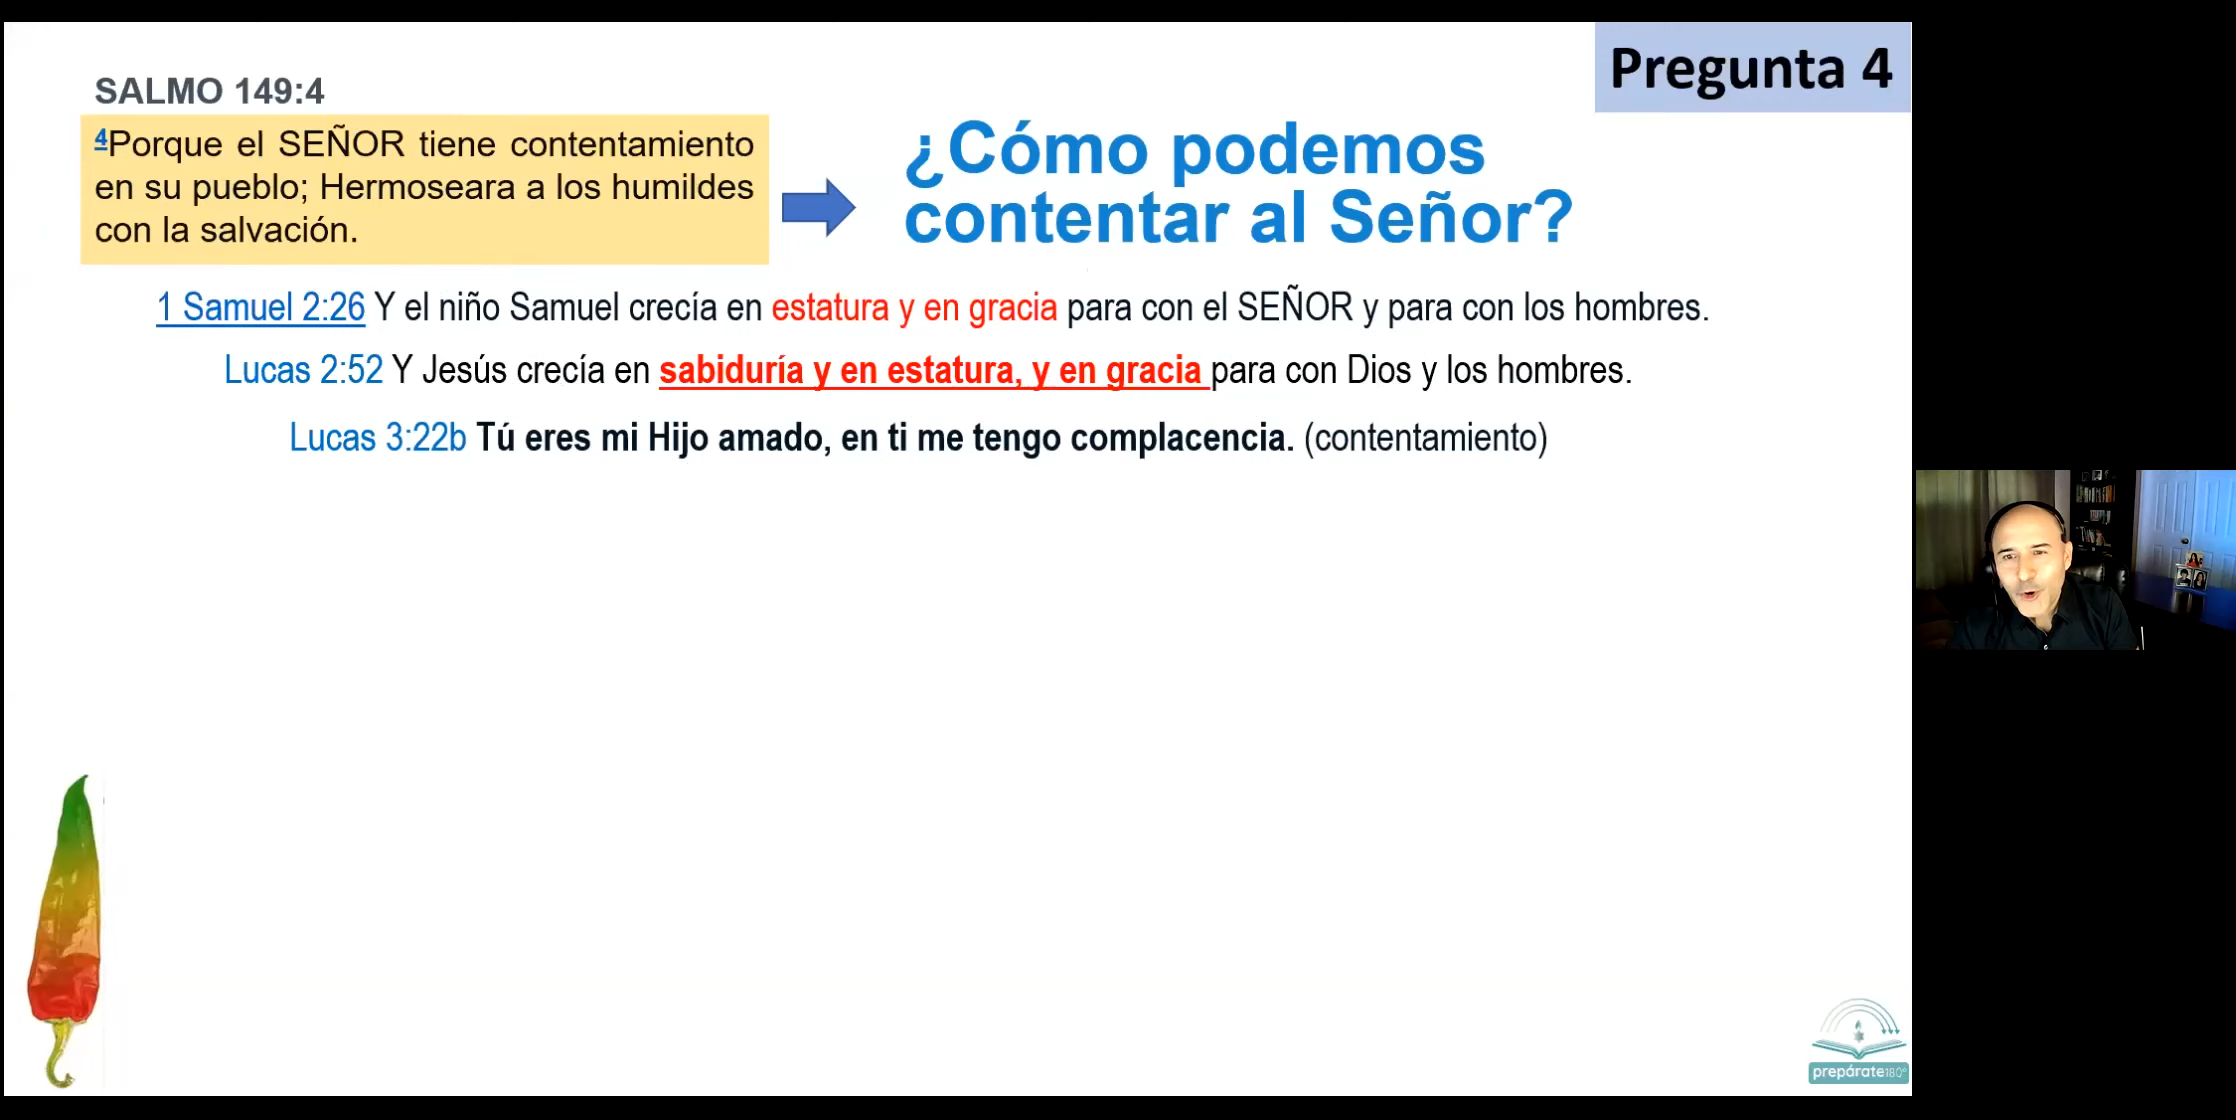 Pregunta 4
SALMO 149:4
4Porque el SEÑOR tiene contentamiento
en su pueblo; Hermoseara a los humildes
con la salvación.
¿Cómo podemos
contentar al Señor?
1 Samuel 2:26 Y el niño Samuel crecía en estatura y en gracia para con el SEÑOR y para con los hombres.
Lucas 2:52 Y Jesús crecía en sabiduría y en estatura, y en gracia para con Dios y los hombres.
Lucas 3:22b Tú eres mi Hijo amado, en ti me tengo complacencia. (contentamiento)
prepárate180°